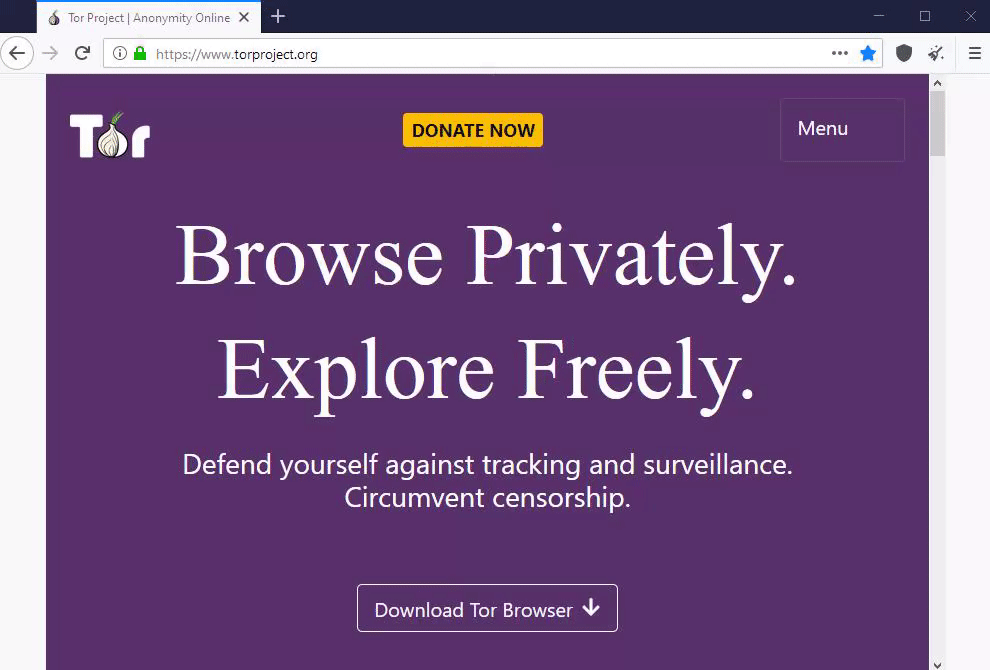 Tor Project | Anonymity Online
https://www.torproject.org
Tor
DONATE NOW
Menu
Browse Privately.
Explore Freely.
Defend yourself against tracking and surveillance.
Circumvent censorship.
Download Tor Browser